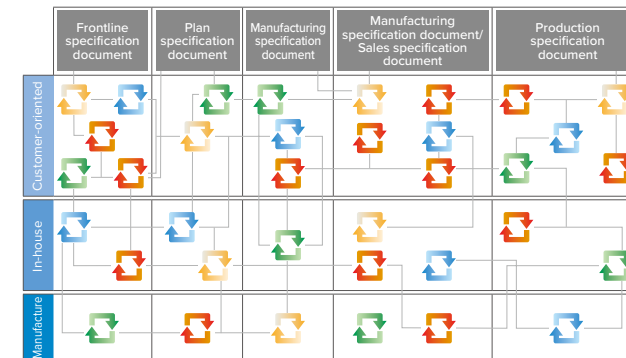 Frontline
specification
document
Plan
specification
document
Manufacturing
specification
document
Manufacturing
specification document/
Sales specification
document
Production
specification
document
Customer-oriented
In-house
Manufacture